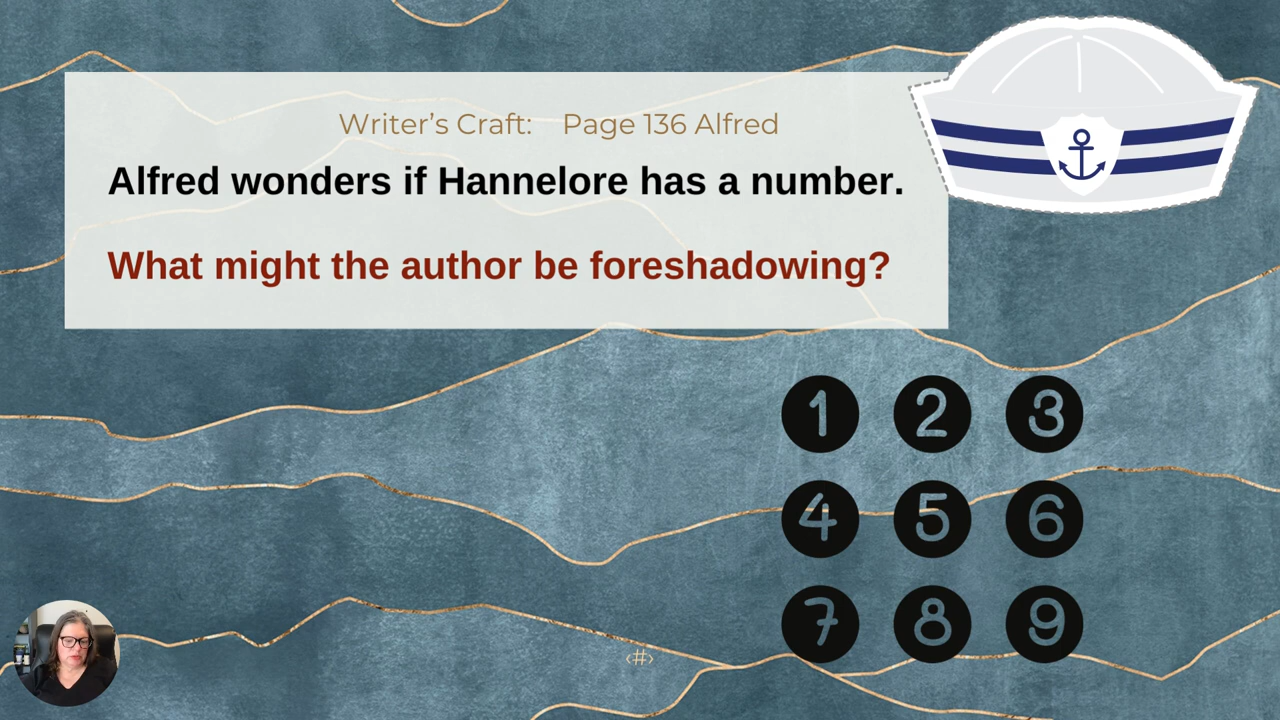 Writer’s Craft: Page 136 Alfred
Alfred wonders if Hannelore has a number.
What might the author be foreshadowing?
1 2 3
4 5 6
7 8 9
‹#›